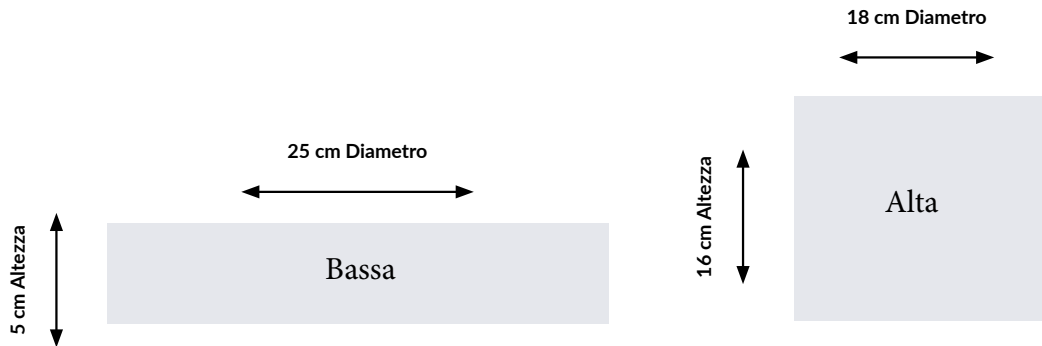 18 cm Diametro
25 cm Diametro
5 cm Altezza
Bassa
16 cm Altezza
Alta